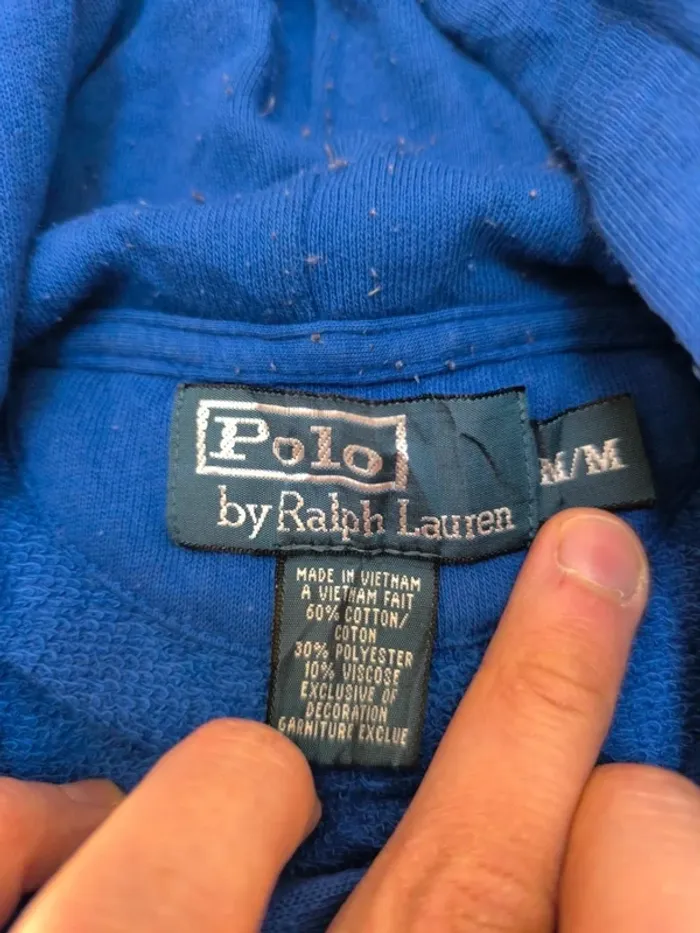 Polo
by Ralph Lauren
M/M
MADE IN VIETNAM
A VIETNAM FAIT
60% COTTON/
COTON
30% POLYESTER
10% VISCOSE
EXCLUSIVE OF
DECORATION
GARNITURE EXCLUE